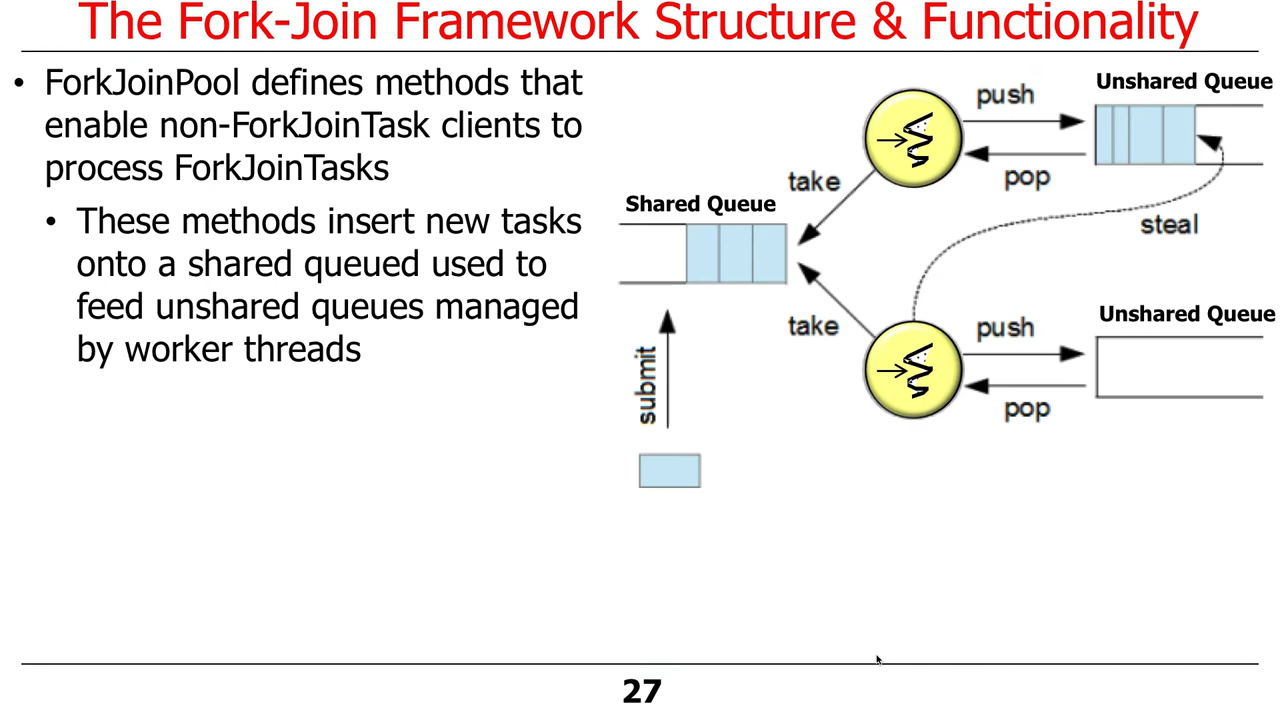 The Fork-Join Framework Structure & Functionality
• ForkJoinPool defines methods that
enable non-ForkJoinTask clients to
process ForkJoinTasks
• These methods insert new tasks
onto a shared queued used to
feed unshared queues managed
by worker threads
Unshared Queue
push
pop
take
Shared Queue
steal
Unshared Queue
take
push
pop
submit
27